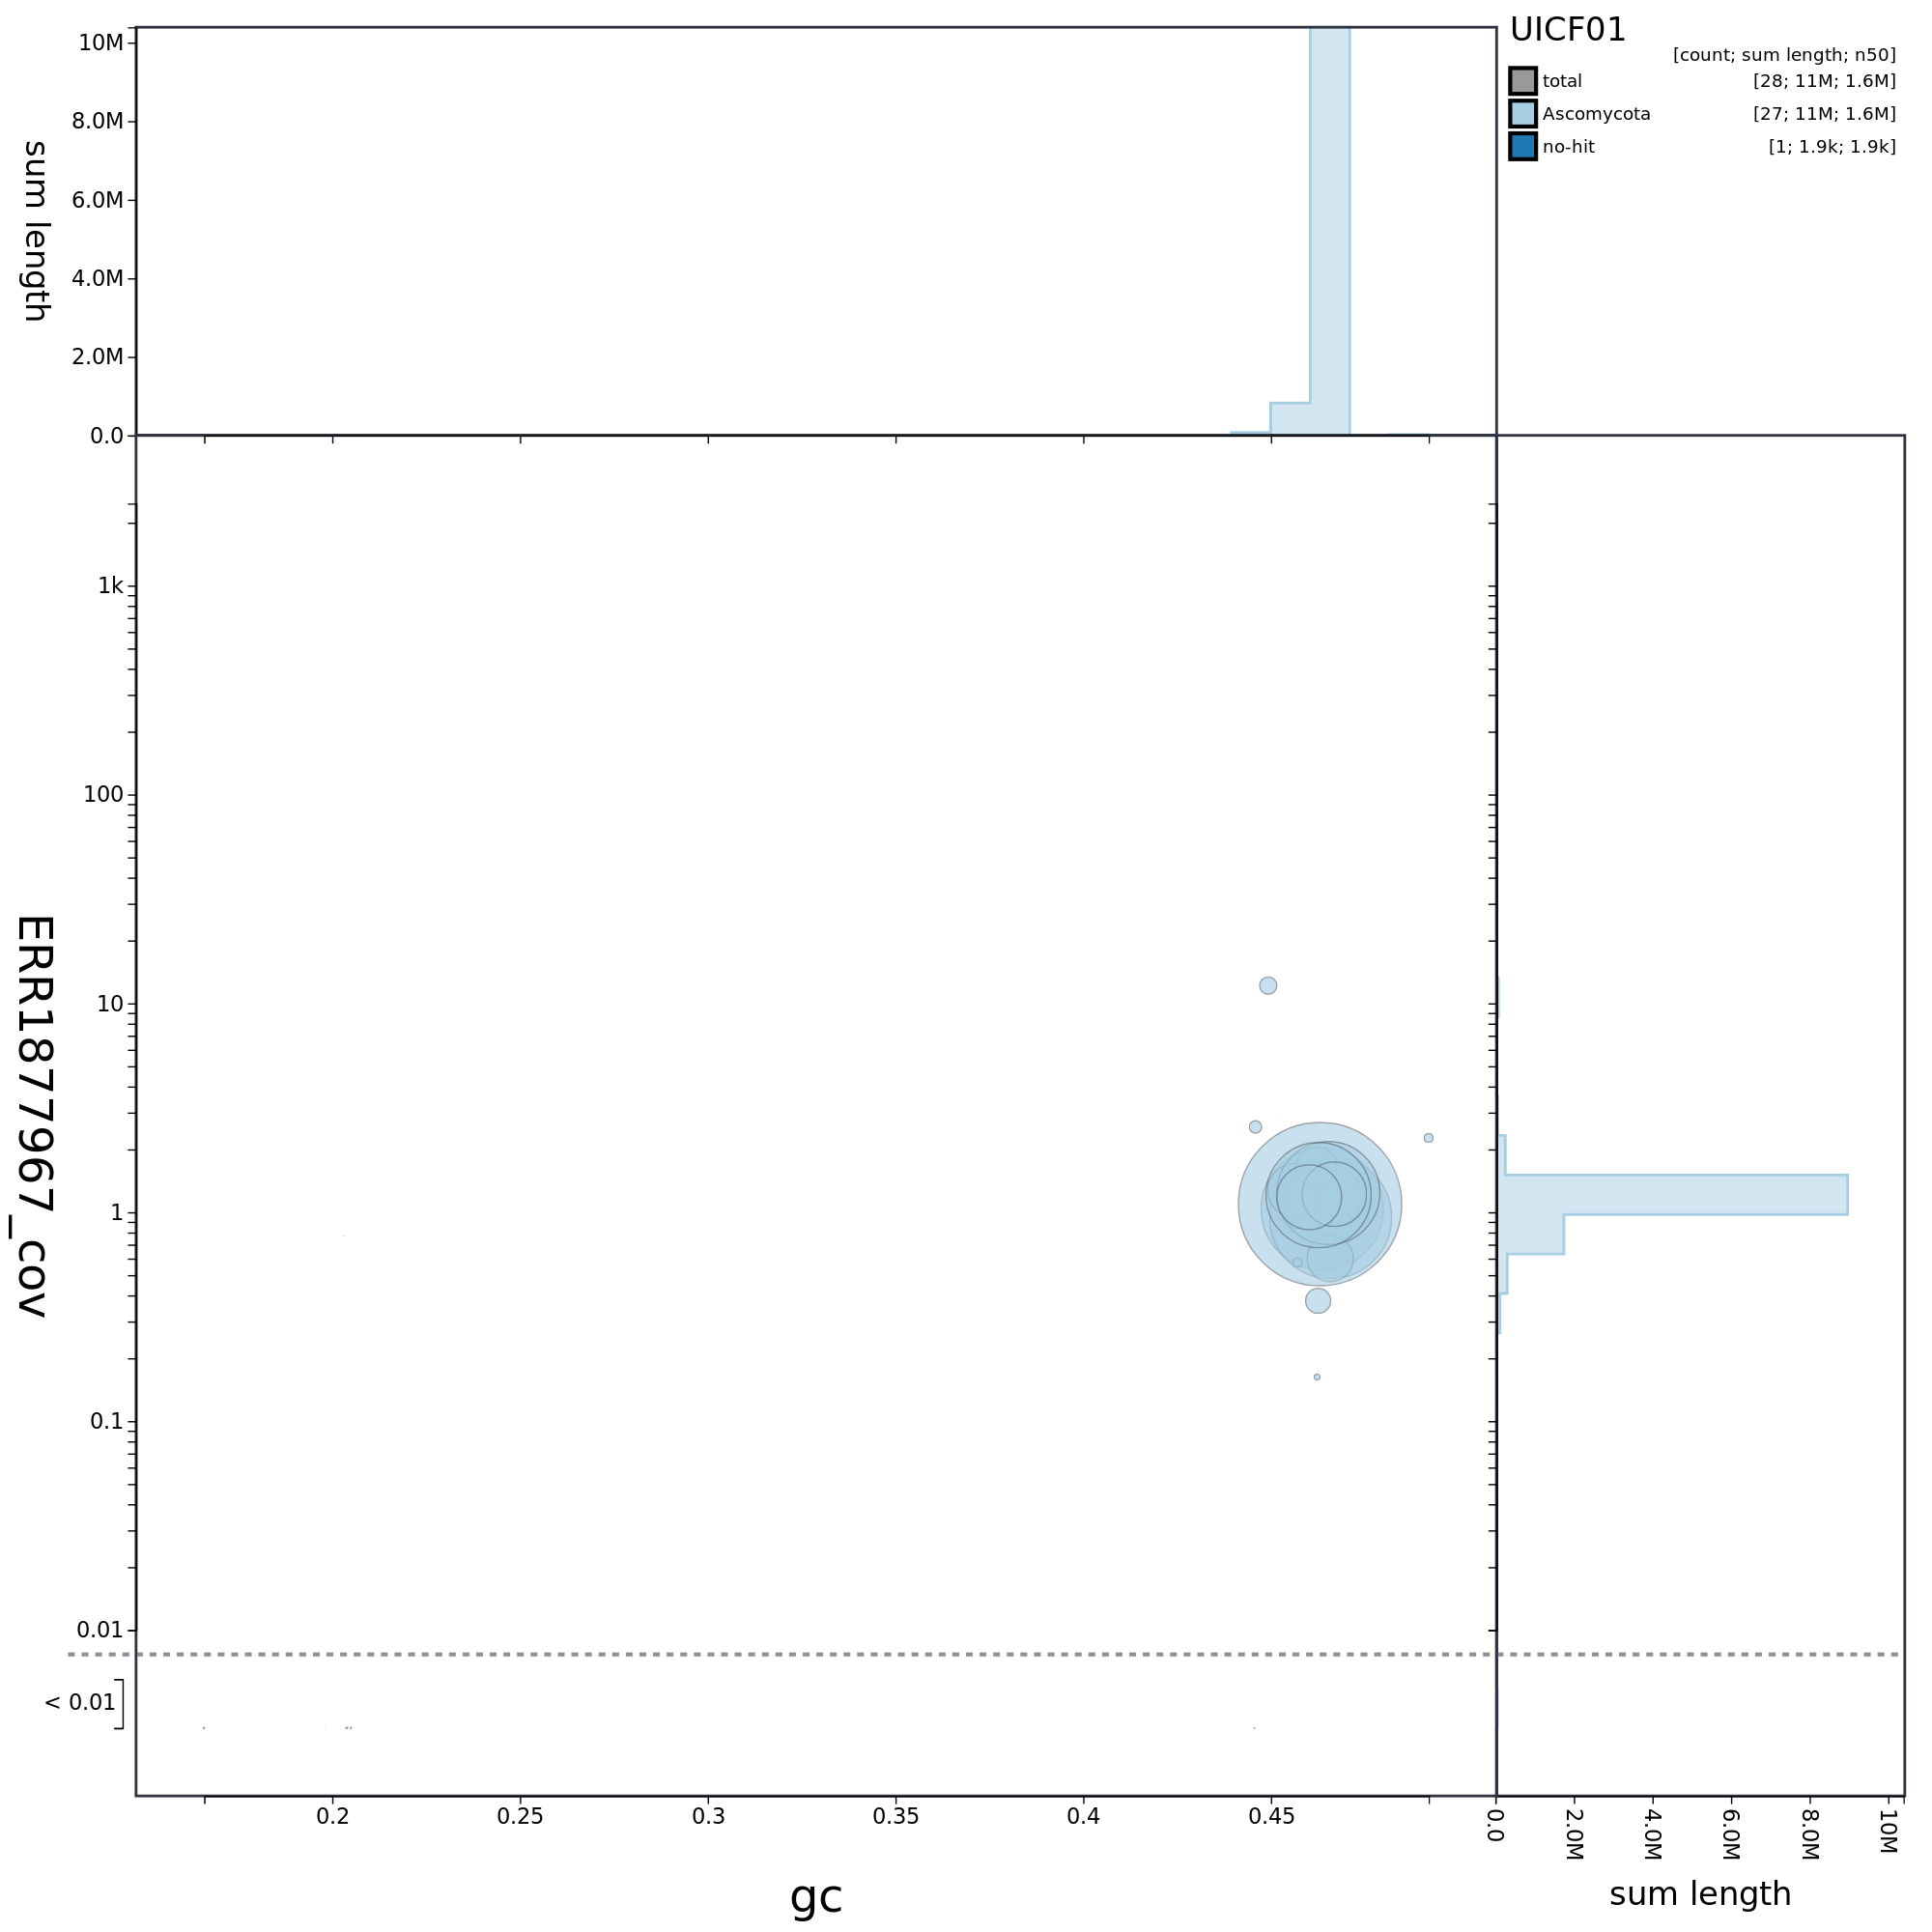 UICF01
[count; sum length; n50]
total [28; 11M; 1.6M]
Ascomycota [27; 11M; 1.6M]
no-hit [1; 1.9k; 1.9k]
sum length
10M
8.0M
6.0M
4.0M
2.0M
0.0
ERR1877967_cov
1k
100
10
1
0.1
0.01
< 0.01
0.2 0.25 0.3 0.35 0.4 0.45
gc
0.0 2.0M 4.0M 6.0M 8.0M 10M
sum length